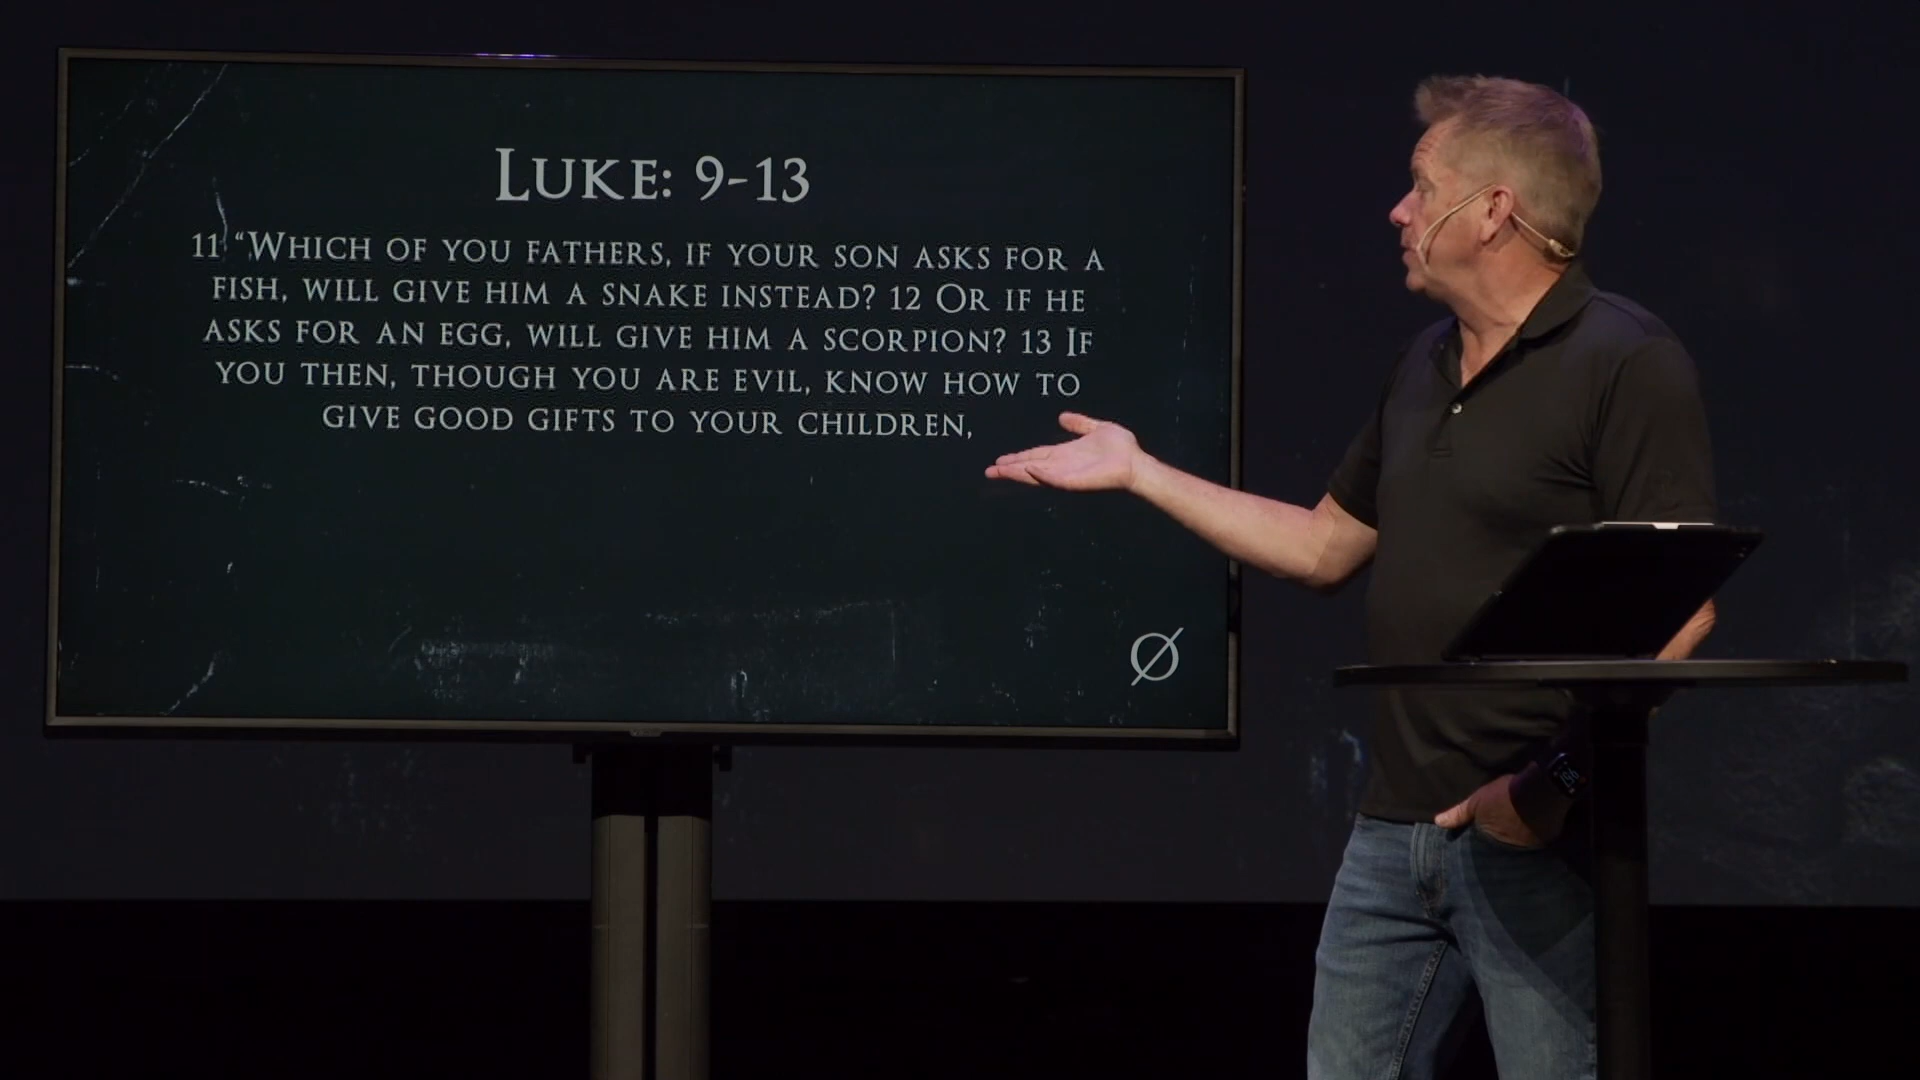 LUKE: 9-13
11 “WHICH OF YOU FATHERS, IF YOUR SON ASKS FOR A
FISH, WILL GIVE HIM A SNAKE INSTEAD? 12 OR IF HE
ASKS FOR AN EGG, WILL GIVE HIM A SCORPION? 13 IF
YOU THEN, THOUGH YOU ARE EVIL, KNOW HOW TO
GIVE GOOD GIFTS TO YOUR CHILDREN,